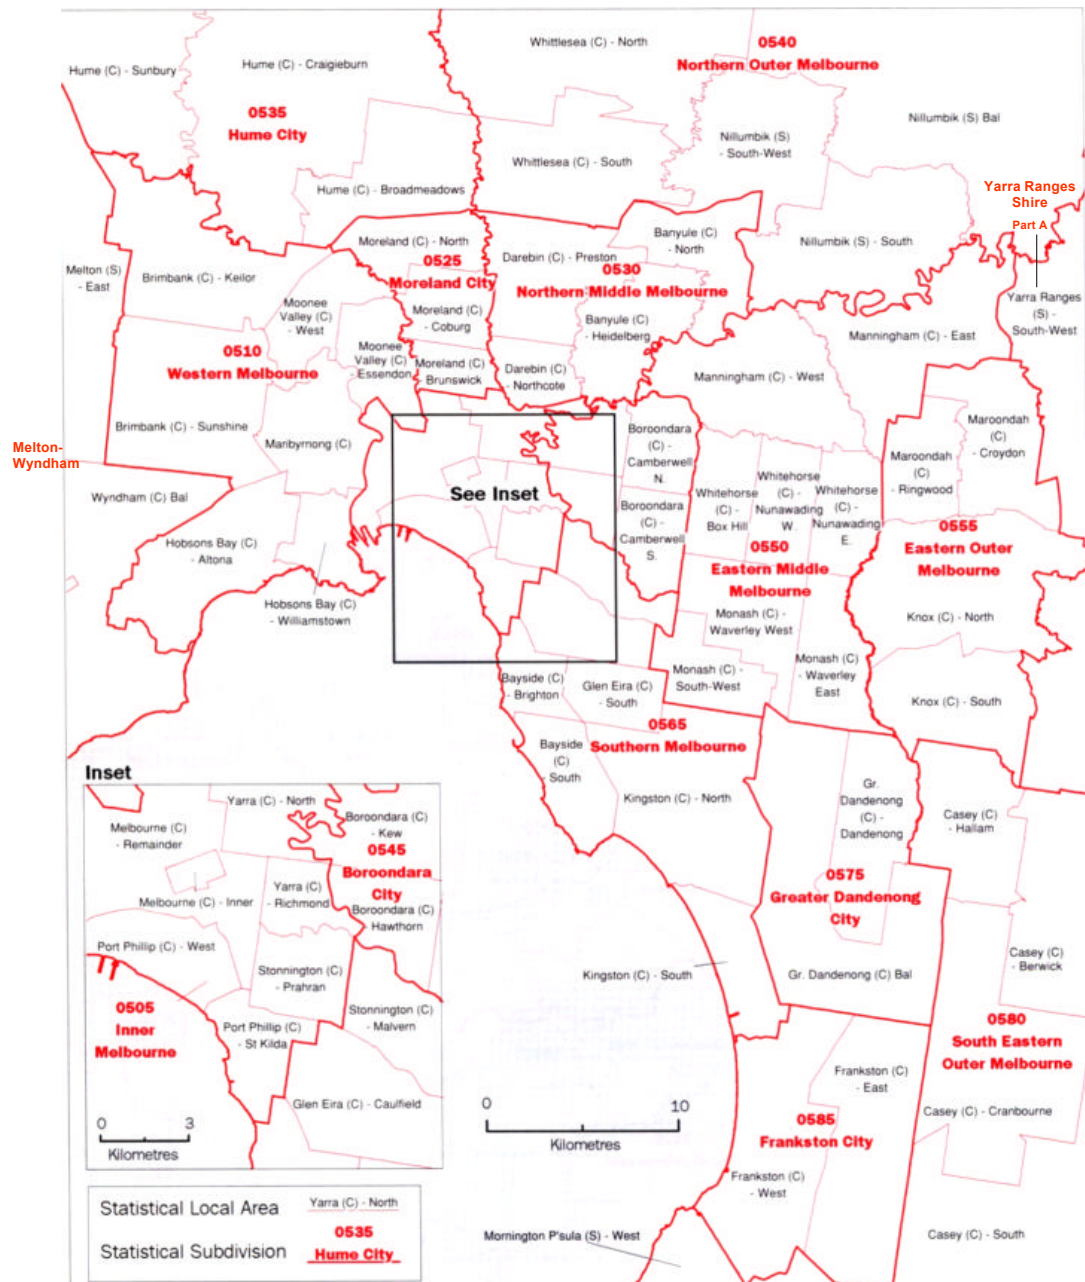 Whittlesea (C) - North
0540
Northern Outer Melbourne
Hume (C) - Sunbury
Hume (C) - Craigieburn
0535
Hume City
Nillumbik (S) Bal
Nillumbik (S)
- South-West
Whittlesea (C) - South
Hume (C) - Broadmeadows
Yarra Ranges
Shire
Part A
Moreland (C) - North
0525
Moreland City
Darebin (C) - Preston
Banyule (C)
- North
0530
Northern Middle Melbourne
Nillumbik (S) - South
Melton (S)
- East
Brimbank (C) - Keilor
Moonee
Valley (C)
- West
Moreland (C)
- Coburg
Banyule (C)
- Heidelberg
Yarra Ranges
(S) -
South-West
Manningham (C) - East
0510
Western Melbourne
Moonee
Valley (C)
- Essendon
Moreland (C)
- Brunswick
Darebin (C)
- Northcote
Manningham (C) - West
Brimbank (C) - Sunshine
Maribyrnong (C)
Boroondara
(C) -
Camberwell
N.
Maroondah
(C)
- Croydon
Maroondah
(C)
- Ringwood
Melton-
Wyndham
Wyndham (C) Bal
See Inset
Boroondara
(C) -
Camberwell
S.
Whitehorse
(C) -
Box Hill
Whitehorse
(C) -
Nunawading
W.
Whitehorse
(C) -
Nunawading
E.
0550
Eastern Middle
Melbourne
0555
Eastern Outer
Melbourne
Hobsons Bay (C)
- Altona
Hobsons Bay (C)
- Williamstown
Monash (C) -
Waverley West
Knox (C) - North
Monash (C) -
South-West
Monash (C)
- Waverley
East
Bayside (C)
- Brighton
Glen Eira (C)
- South
Knox (C) - South
0565
Southern Melbourne
Bayside
(C)
- South
Kingston (C) - North
Gr.
Dandenong
(C) -
Dandenong
Casey (C)
- Hallam
0575
Greater Dandenong
City
Kingston (C) - South
Gr. Dandenong (C) Bal
Casey (C)
- Berwick
0580
South Eastern
Outer Melbourne
Frankston (C)
- East
Casey (C) - Cranbourne
0585
Frankston City
Frankston (C)
- West
Mornington P'sula (S) - West
Casey (C) - South
0 10
Kilometres
Inset
Yarra (C) - North
Melbourne (C)
- Remainder
Boroondara (C)
- Kew
0545
Boroondara
City
Melbourne (C) - Inner
Yarra (C)
- Richmond
Boroondara (C)
Hawthorn
Port Phillip (C) - West
Stonnington (C)
- Prahran
0505
Inner
Melbourne
Port Phillip (C)
- St Kilda
Stonnington (C)
- Malvern
Glen Eira (C) - Caulfield
0 3
Kilometres
Statistical Local Area Yarra (C) - North
Statistical Subdivision 0535
Hume City